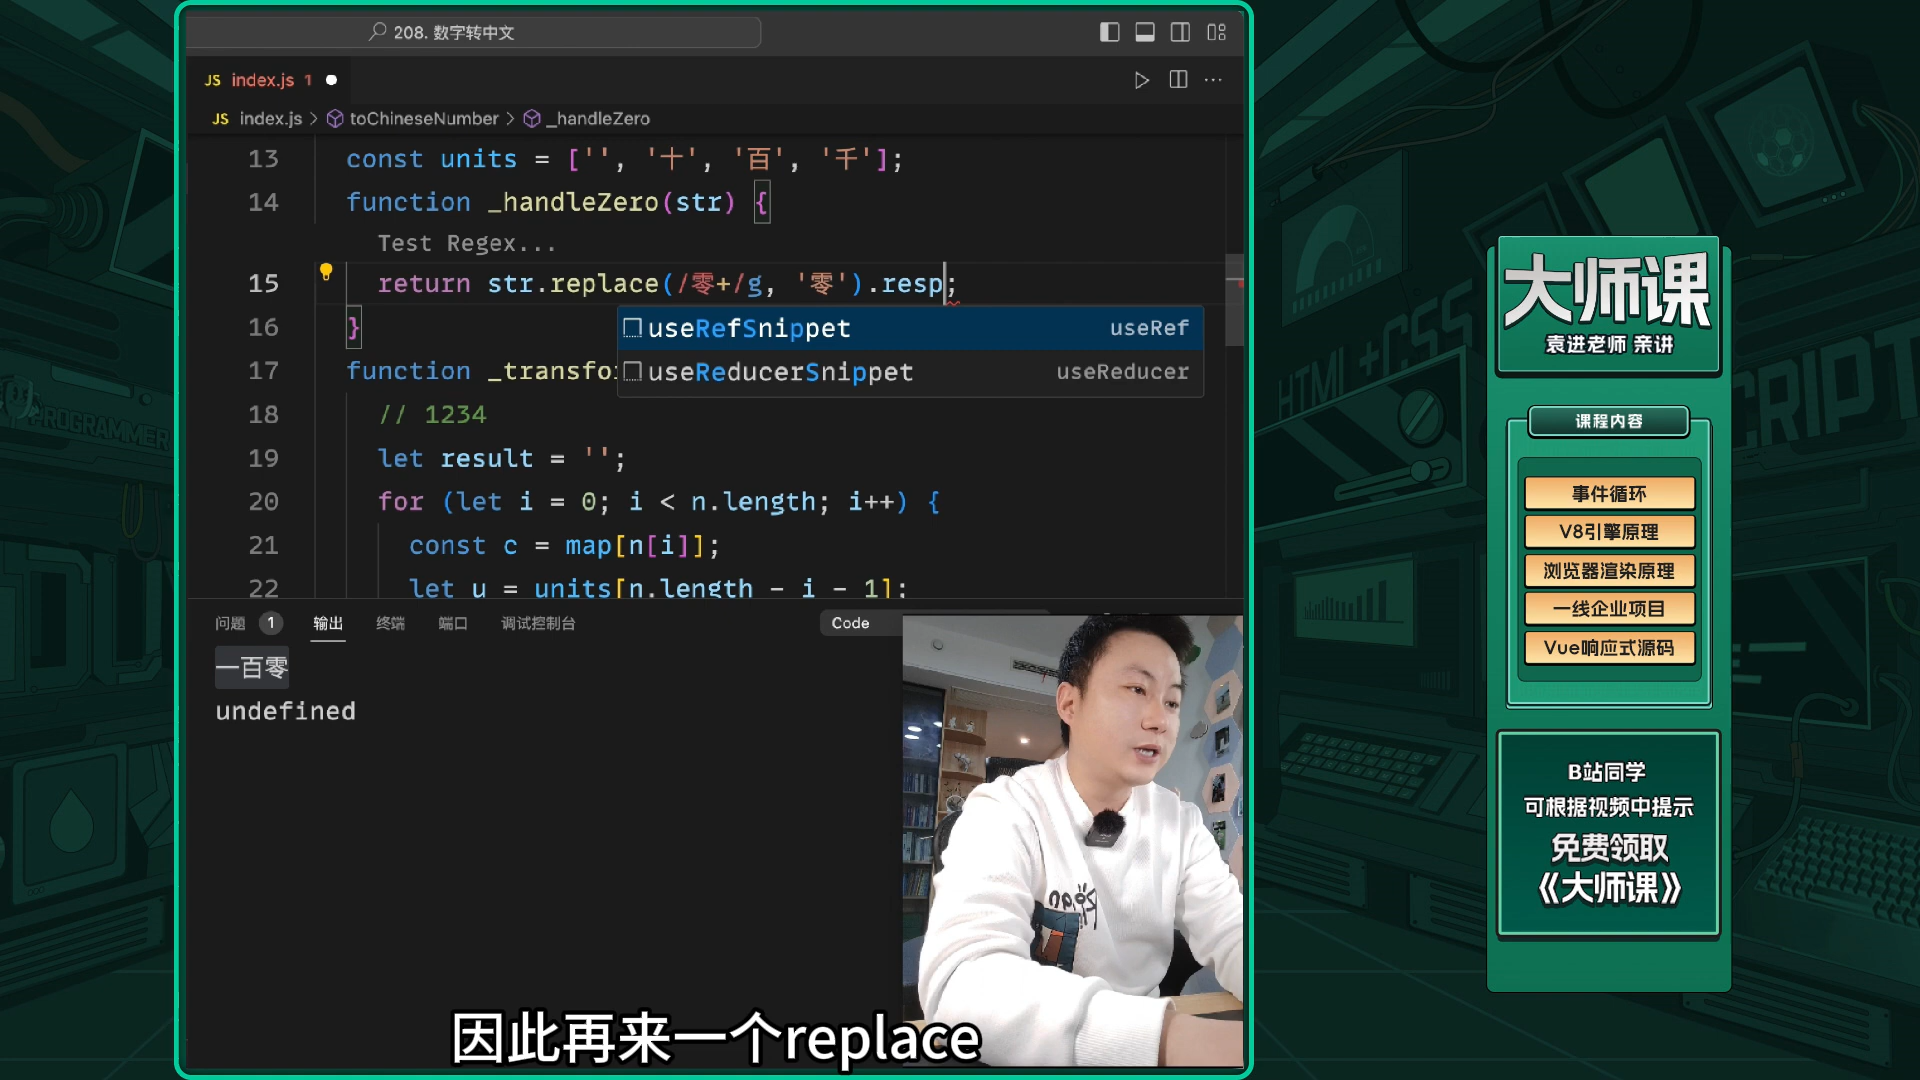 208. 数字转中文
JS index.js 1
JS index.js > toChineseNumber > _handleZero
13 const units = ['', '十', '百', '千'];
14 function _handleZero(str) {
Test Regex...
15 return str.replace(/零+/g, '零').resp;
16 }
useRefSnippet useRef
17 function _transfo
useReducerSnippet useReducer
18 // 1234
19 let result = '';
20 for (let i = 0; i < n.length; i++) {
21 const c = map[n[i]];
22 let u = units[n.length - i - 1];
问题 1 输出 终端 端口 调试控制台 Code
一百零
undefined
因此再来一个replace
大师课
袁进老师 亲讲
课程内容
事件循环
V8引擎原理
浏览器渲染原理
一线企业项目
Vue响应式源码
B站同学
可根据视频中提示
免费领取
《大师课》
PROGRAMMER
HTML+CSS